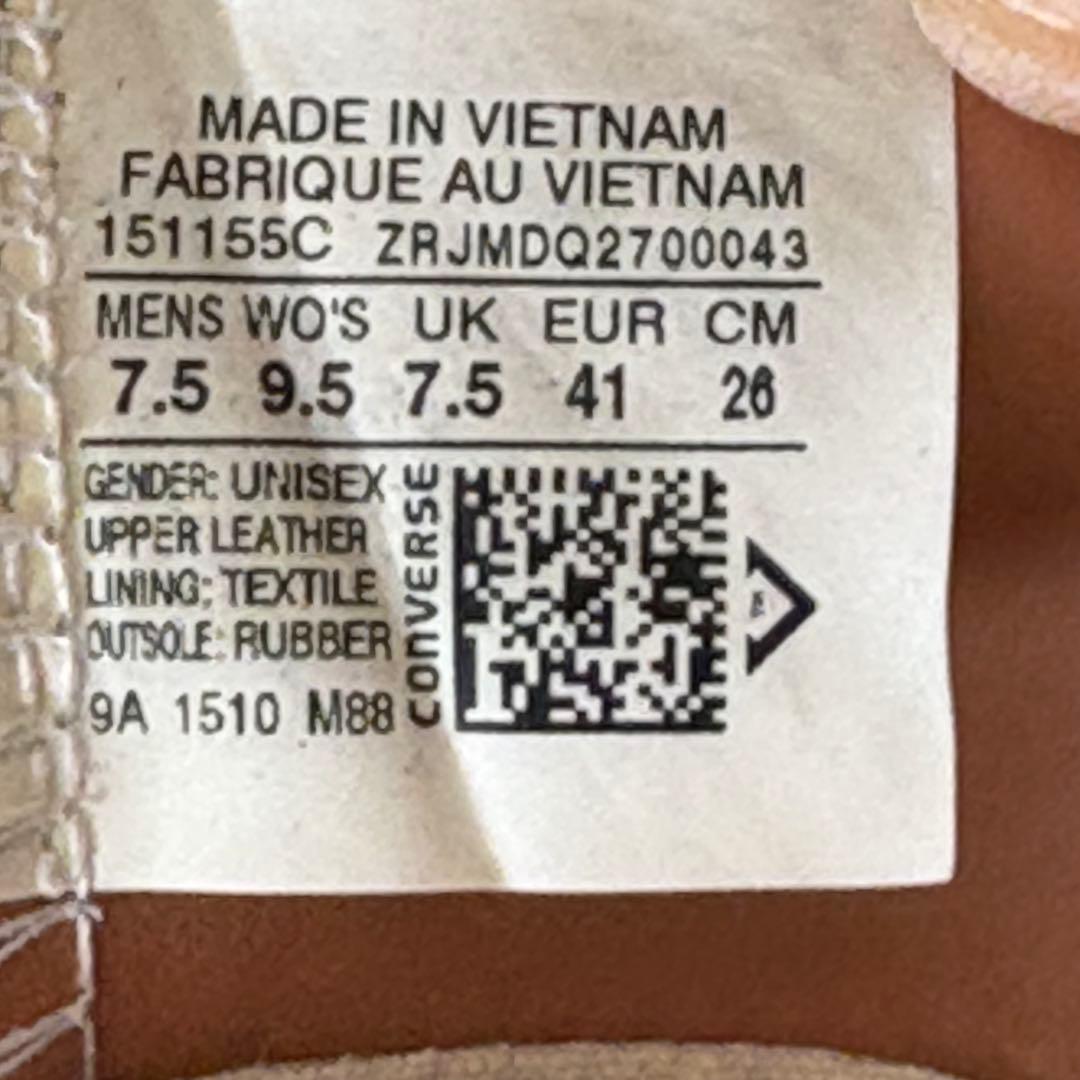 MADE IN VIETNAM
FABRIQUE AU VIETNAM
151155C ZRJMDQ2700043
MENS WO'S UK EUR CM
7.5 9.5 7.5 41 26
GENDER: UNISEX
UPPER LEATHER
LINING: TEXTILE
OUTSOLE: RUBBER
9A 1510 M88
CONVERSE